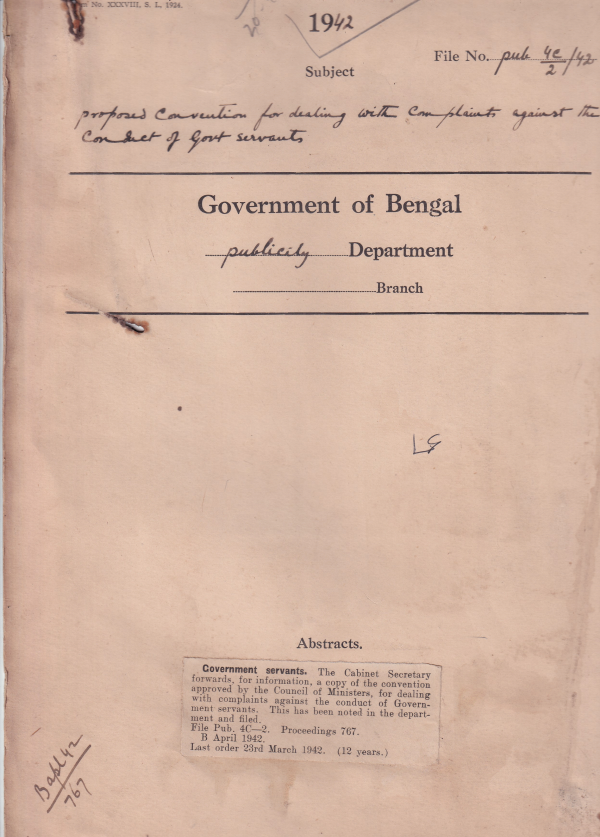 No. XXXVIII, S. L., 1924.
1942
File No. pub 4C/2/42
Subject
proposed Convention for dealing with complaints against the
Conduct of Govt servants
Government of Bengal
publicity Department
Branch
Abstracts.
Government servants. The Cabinet Secretary
forwards, for information, a copy of the convention
approved by the Council of Ministers, for dealing
with complaints against the conduct of Govern-
ment servants. This has been noted in the depart-
ment and filed.
File Pub. 4C—2. Proceedings 767.
B April 1942.
Last order 23rd March 1942. (12 years.)
42
767